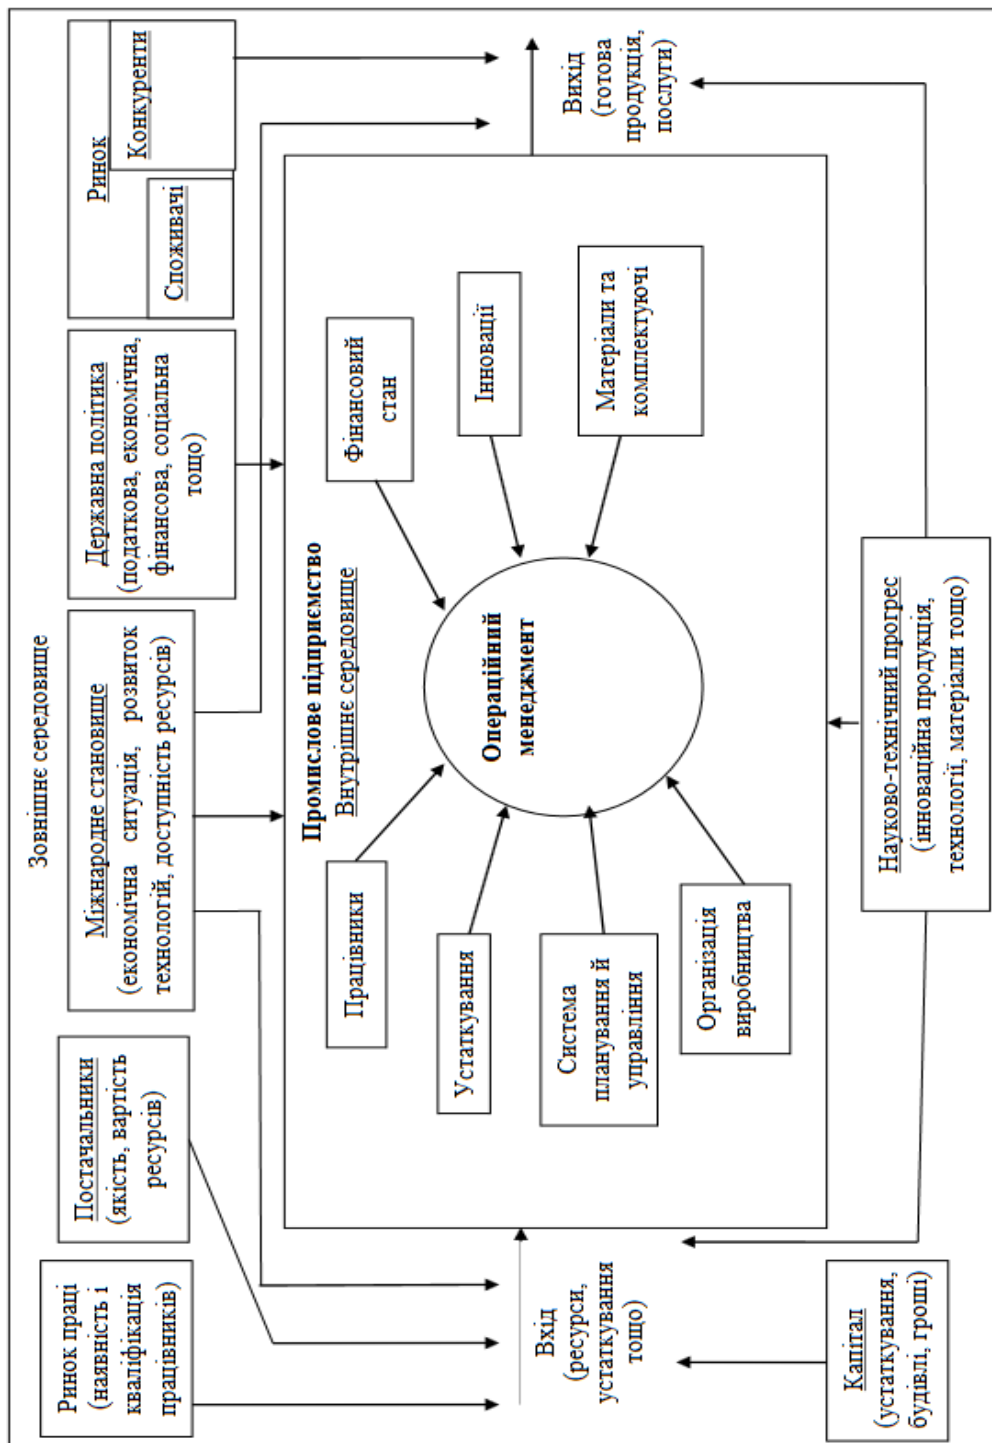 Зовнішнє середовище
Ринок праці
(наявність і
кваліфікація
працівників)
Постачальники
(якість, вартість
ресурсів)
Міжнародне становище
(економічна ситуація, розвиток
технологій, доступність ресурсів)
Державна політика
(податкова, економічна,
фінансова, соціальна
тощо)
Ринок
Споживачі
Конкуренти
Промислове підприємство
Внутрішнє середовище
Працівники
Устаткування
Система
планування й
управління
Організація
виробництва
Операційний
менеджмент
Фінансовий
стан
Інновації
Матеріали та
комплектуючі
Вхід
(ресурси,
устаткування
тощо)
Вихід
(готова
продукція,
послуги)
Капітал
(устаткування,
будівлі, гроші)
Науково-технічний прогрес
(інноваційна продукція,
технології, матеріали тощо)